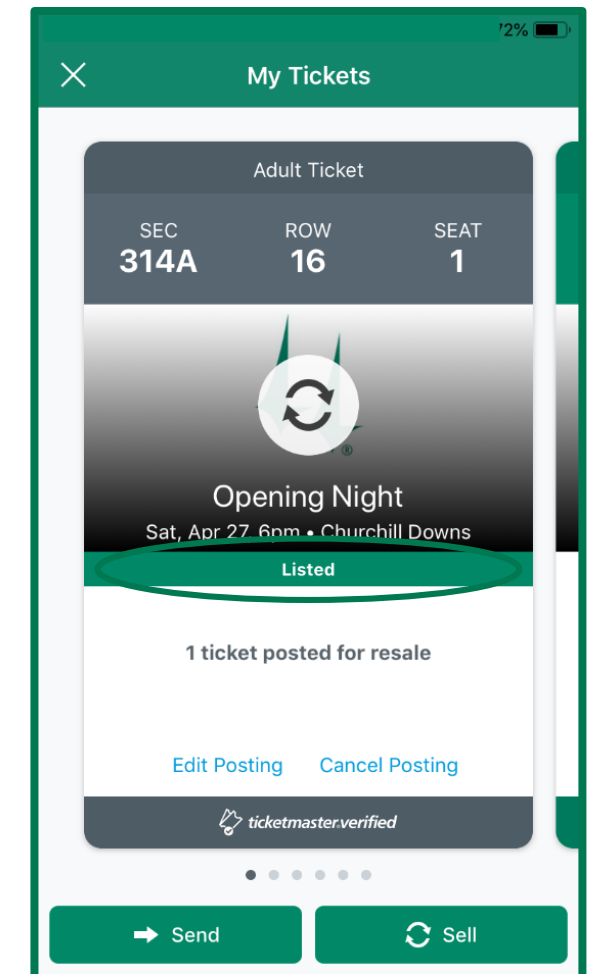 72%
My Tickets
Adult Ticket
SEC ROW SEAT
314A 16 1
®
Opening Night
Sat, Apr 27, 6pm • Churchill Downs
Listed
1 ticket posted for resale
Edit Posting Cancel Posting
ticketmaster.verified
Send Sell